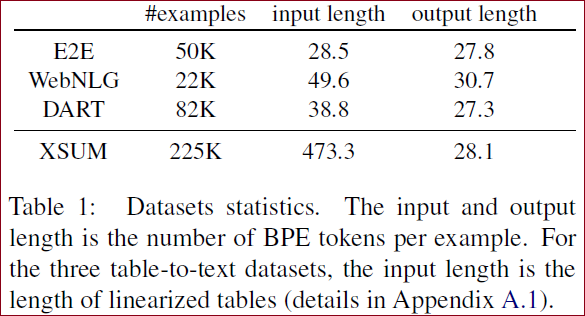 #examples input length output length
E2E 50K 28.5 27.8
WebNLG 22K 49.6 30.7
DART 82K 38.8 27.3
XSUM 225K 473.3 28.1
Table 1: Datasets statistics. The input and output
length is the number of BPE tokens per example. For
the three table-to-text datasets, the input length is the
length of linearized tables (details in Appendix A.1).